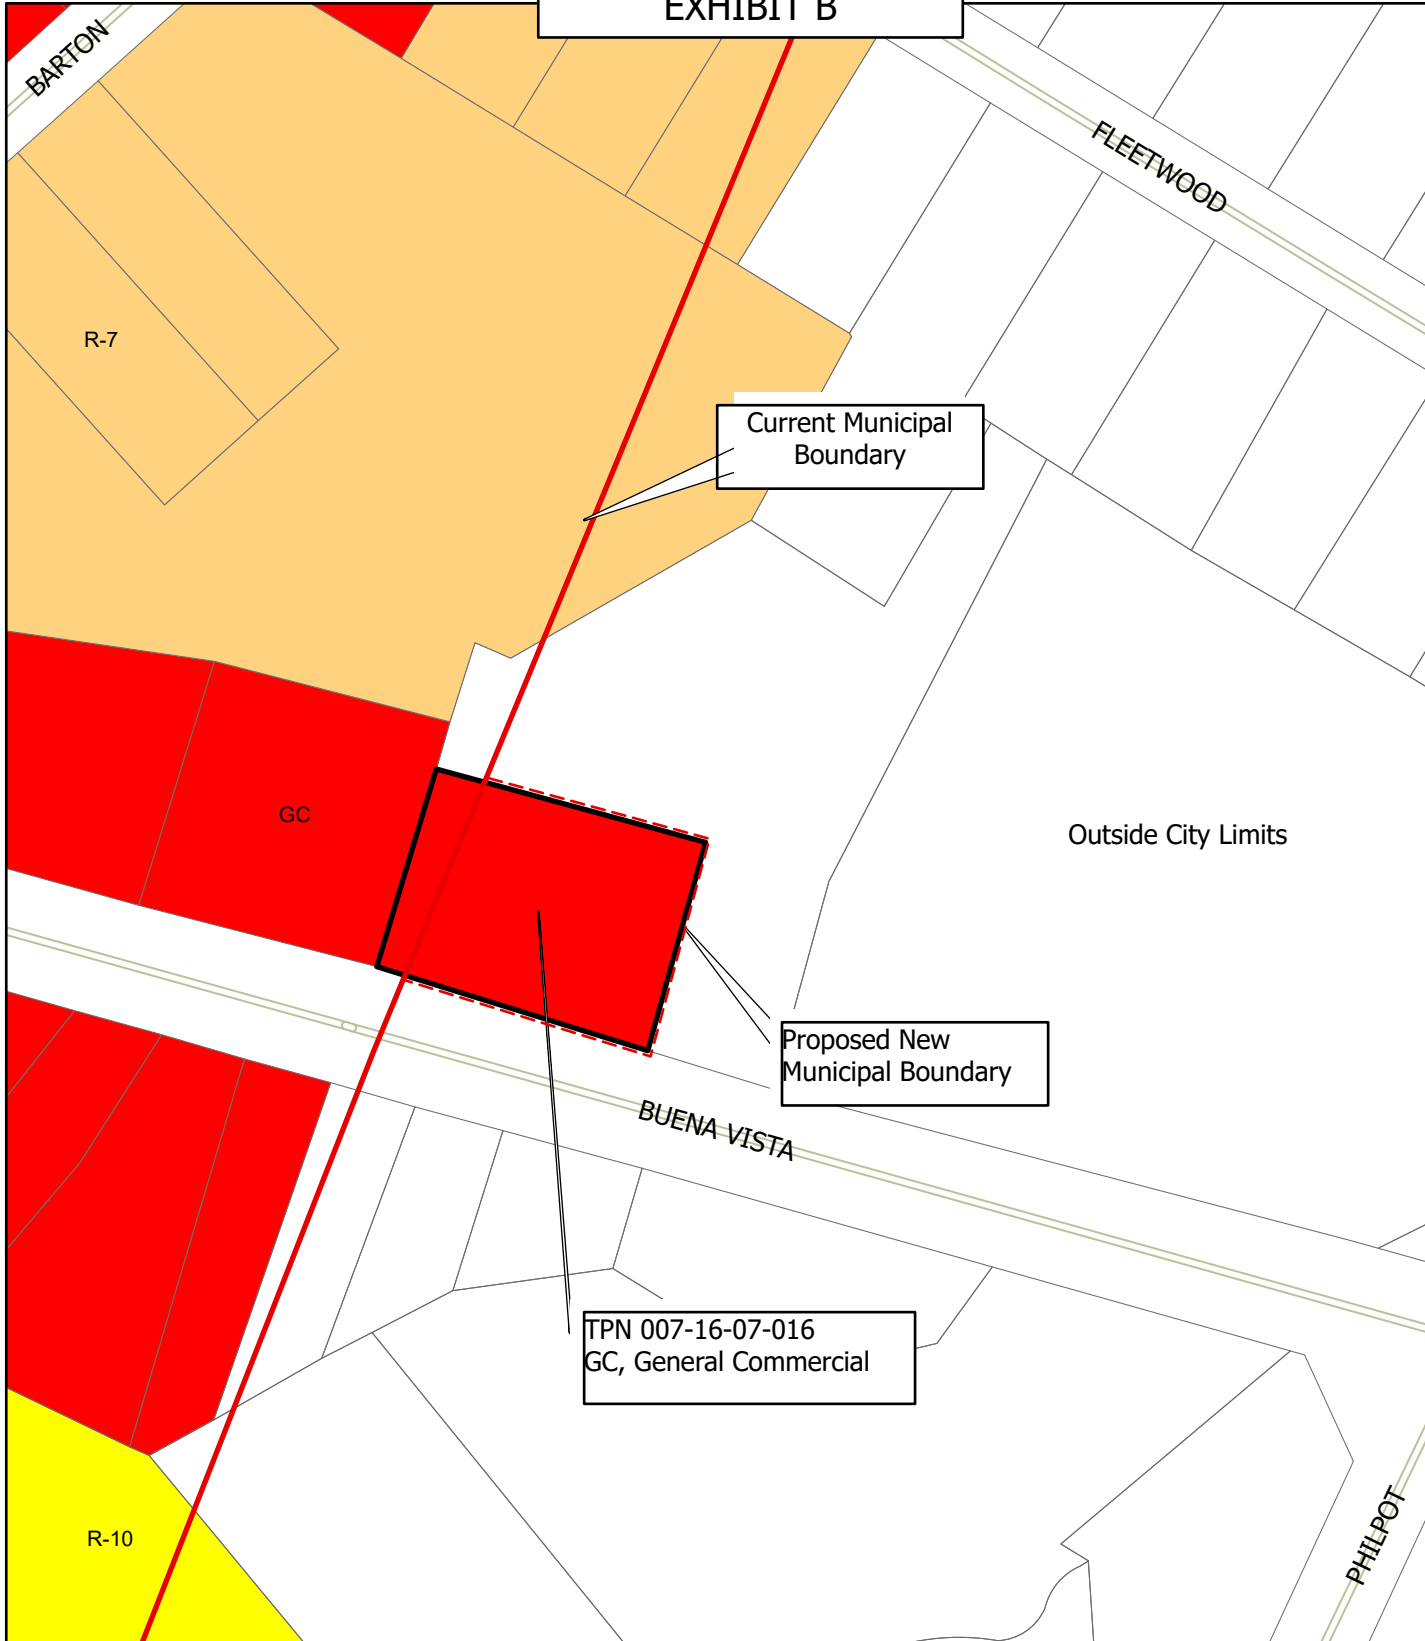 EXHIBIT B
BARTON
FLEETWOOD
R-7
Current Municipal
Boundary
GC
Outside City Limits
Proposed New
Municipal Boundary
BUENA VISTA
TPN 007-16-07-016
GC, General Commercial
PHILPOT
R-10